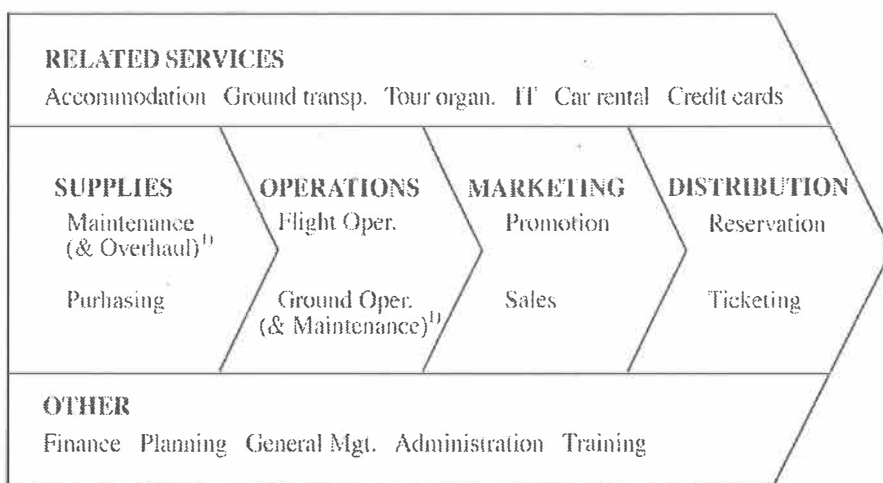 RELATED SERVICES
Accommodation Ground transp. Tour organ. IT Car rental Credit cards
SUPPLIES
Maintenance
(& Overhaul)¹⁾
Purhasing
OPERATIONS
Flight Oper.
Ground Oper.
(& Maintenance)¹⁾
MARKETING
Promotion
Sales
DISTRIBUTION
Reservation
Ticketing
OTHER
Finance Planning General Mgt. Administration Training